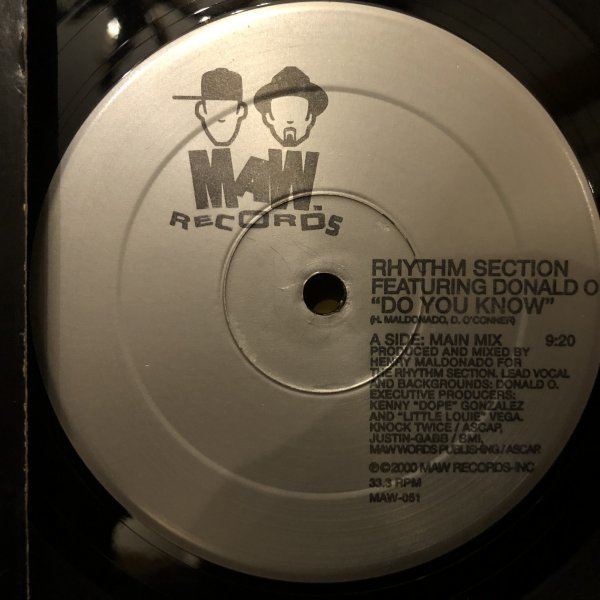 MAW
TM
RECORDS
RHYTHM SECTION
FEATURING DONALD O
"DO YOU KNOW"
(H. MALDONADO, D. O'CONNER)
A SIDE: MAIN MIX 9:20
PRODUCED AND MIXED BY
HENRY MALDONADO FOR
THE RHYTHM SECTION. LEAD VOCAL
AND BACKGROUNDS: DONALD O.
EXECUTIVE PRODUCERS:
KENNY "DOPE" GONZALEZ
AND "LITTLE LOUIE" VEGA.
KNOCK TWICE / ASCAP,
JUSTIN-GABB / BMI,
MAW WORDS PUBLISHING / ASCAP
℗©2000 MAW RECORDS-INC
33.3 RPM
MAW-051